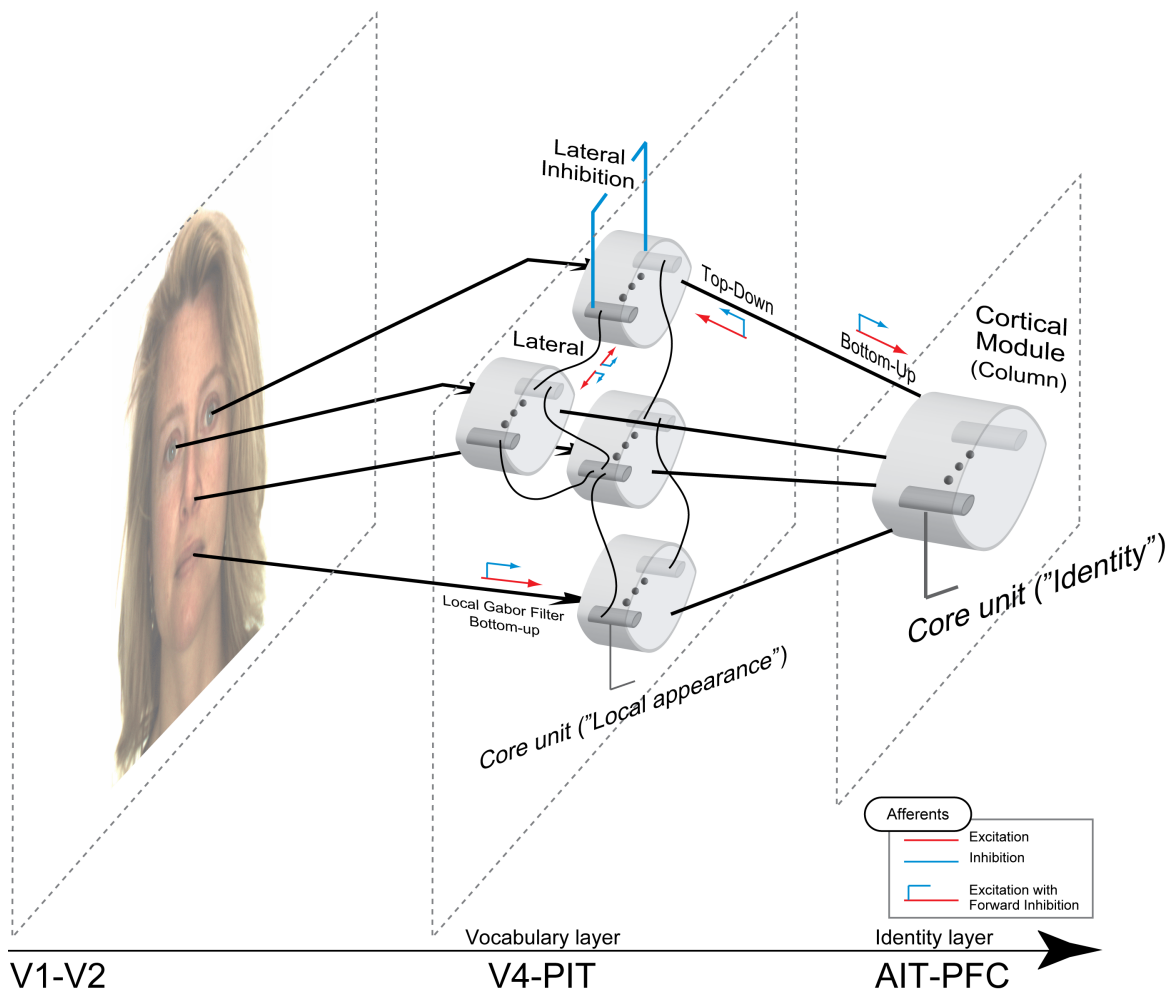 Lateral
Inhibition
Top-Down
Bottom-Up
Cortical
Module
(Column)
Lateral
Local Gabor Filter
Bottom-up
Core unit ("Identity")
Core unit ("Local appearance")
Afferents
Excitation
Inhibition
Excitation with
Forward Inhibition
Vocabulary layer
Identity layer
V1-V2
V4-PIT
AIT-PFC